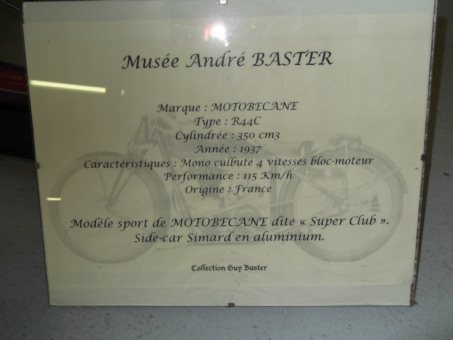 Musée André BASTER
Marque : MOTOBECANE
Type : R44C
Cylindrée : 350 cm3
Année : 1937
Caractéristiques : Mono culbuté 4 vitesses bloc-moteur
Performance : 115 Km/h
Origine : France
Modèle sport de MOTOBECANE dite « Super Club ».
Side-car Simard en aluminium.
Collection Guy Baster